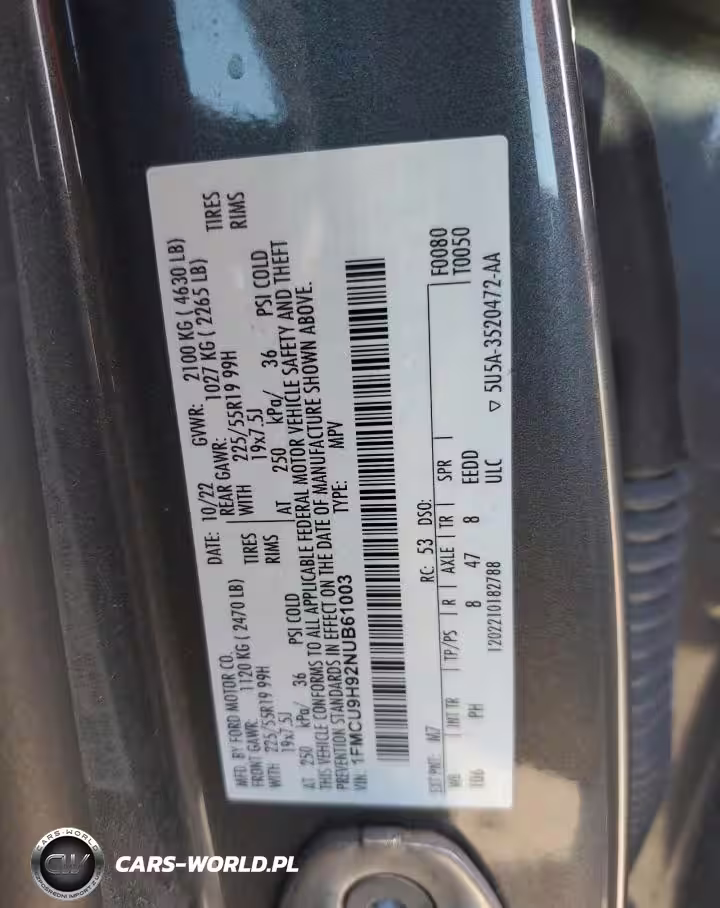 MFD. BY FORD MOTOR CO.
DATE: 10/22 GVWR: 2100 KG ( 4630 LB)
FRONT GAWR: 1120 KG ( 2470 LB) REAR GAWR: 1027 KG ( 2265 LB)
WITH 225/55R19 99H TIRES WITH 225/55R19 99H TIRES
19x7.5J RIMS 19x7.5J RIMS
AT 250 kPa/ 36 PSI COLD AT 250 kPa/ 36 PSI COLD
THIS VEHICLE CONFORMS TO ALL APPLICABLE FEDERAL MOTOR VEHICLE SAFETY AND THEFT
PREVENTION STANDARDS IN EFFECT ON THE DATE OF MANUFACTURE SHOWN ABOVE.
VIN: 1FMCU9H92NUB61003 TYPE: MPV
EXT PNT: M7 RC: 53 DSO: F0080
WB INT TR TP/PS R AXLE TR SPR T0050
106 PH 8 47 8 EEDD
1202210182788 ULC ▽ 5U5A-3520472-AA
CARS-WORLD
CW
CARS-WORLD.PL